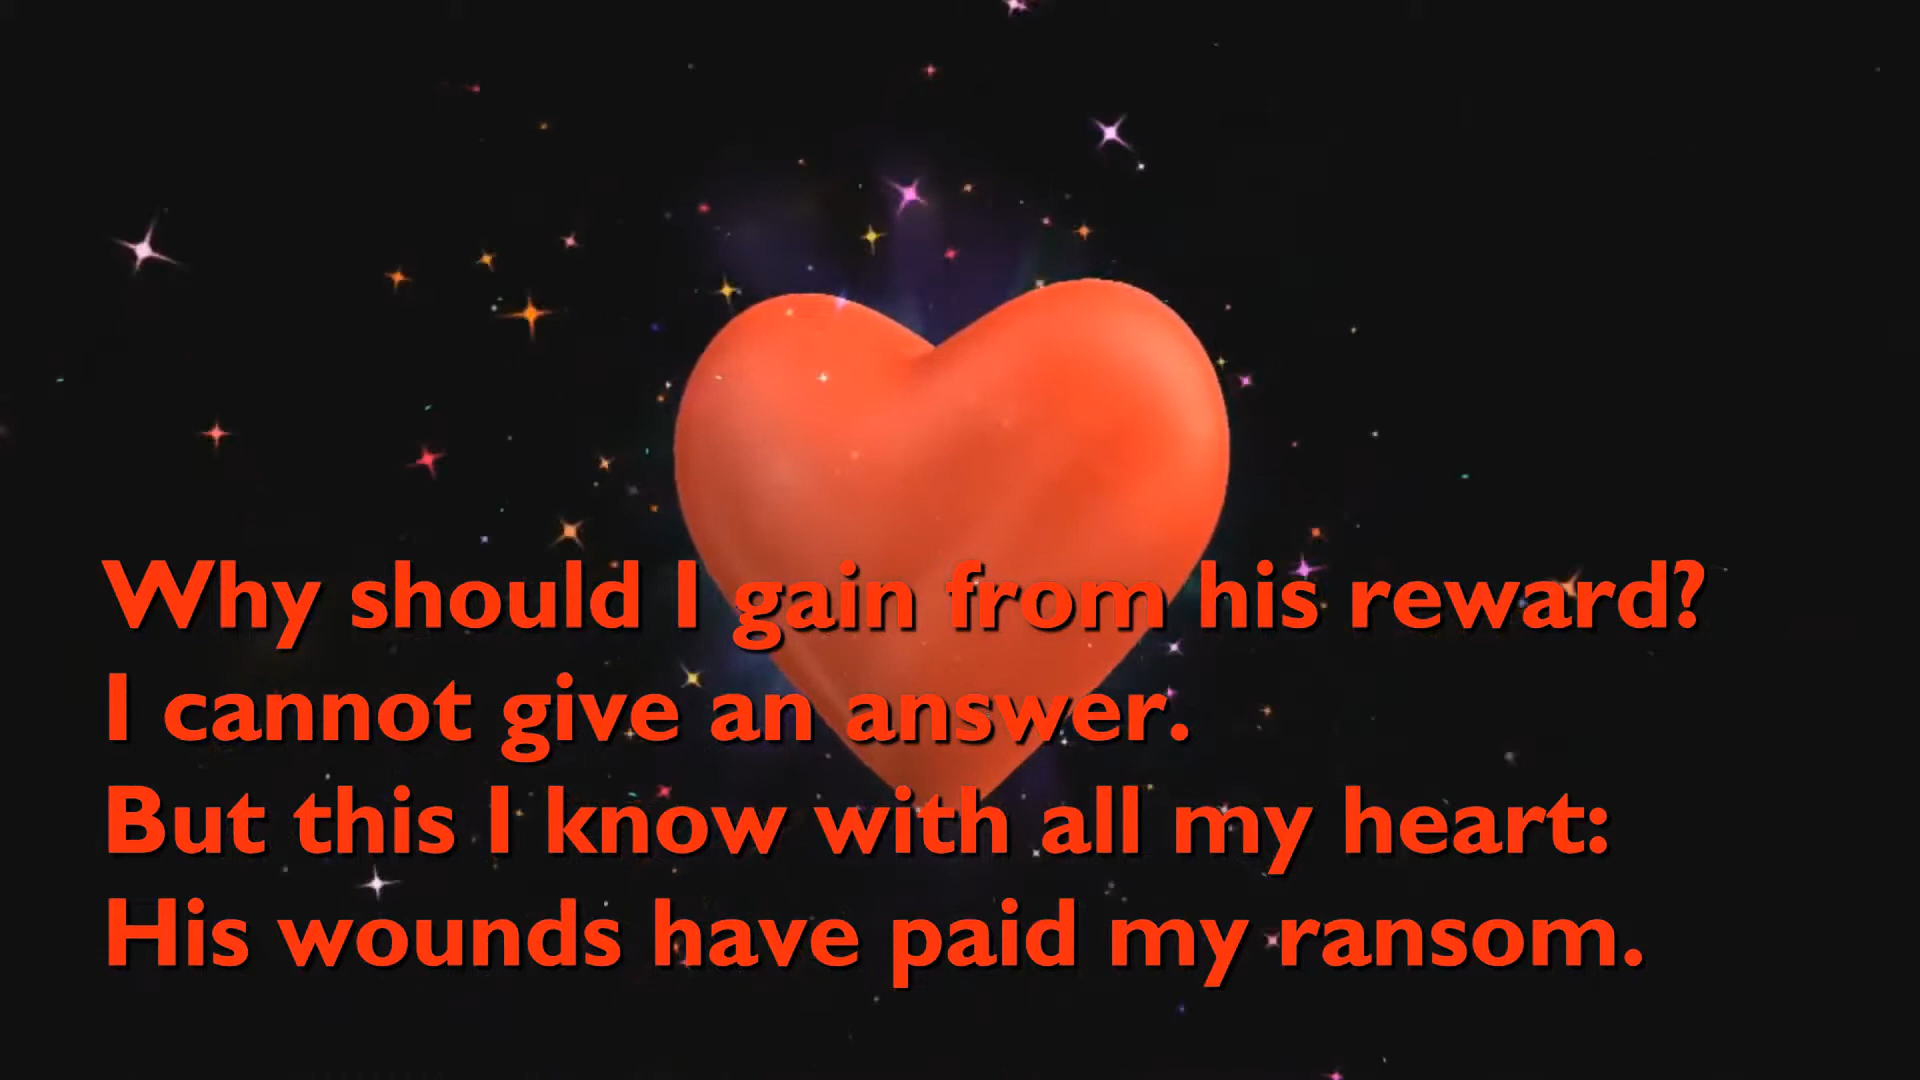 Why should I gain from his reward?
I cannot give an answer.
But this I know with all my heart:
His wounds have paid my ransom.